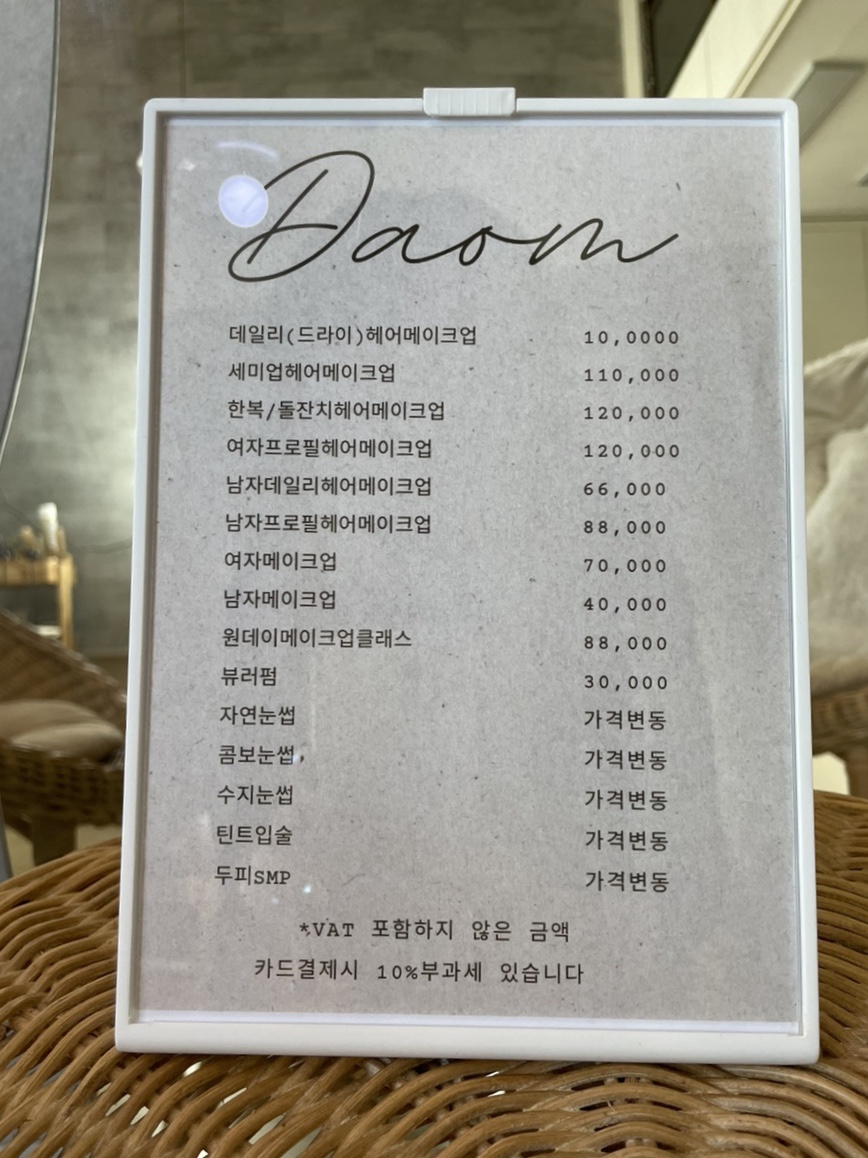 Daom
데일리(드라이)헤어메이크업 10,0000
세미업헤어메이크업 110,000
한복/돌잔치헤어메이크업 120,000
여자프로필헤어메이크업 120,000
남자데일리헤어메이크업 66,000
남자프로필헤어메이크업 88,000
여자메이크업 70,000
남자메이크업 40,000
원데이메이크업클래스 88,000
뷰러펌 30,000
자연눈썹 가격변동
콤보눈썹 가격변동
수지눈썹 가격변동
틴트입술 가격변동
두피SMP 가격변동
*VAT 포함하지 않은 금액
카드결제시 10%부과세 있습니다